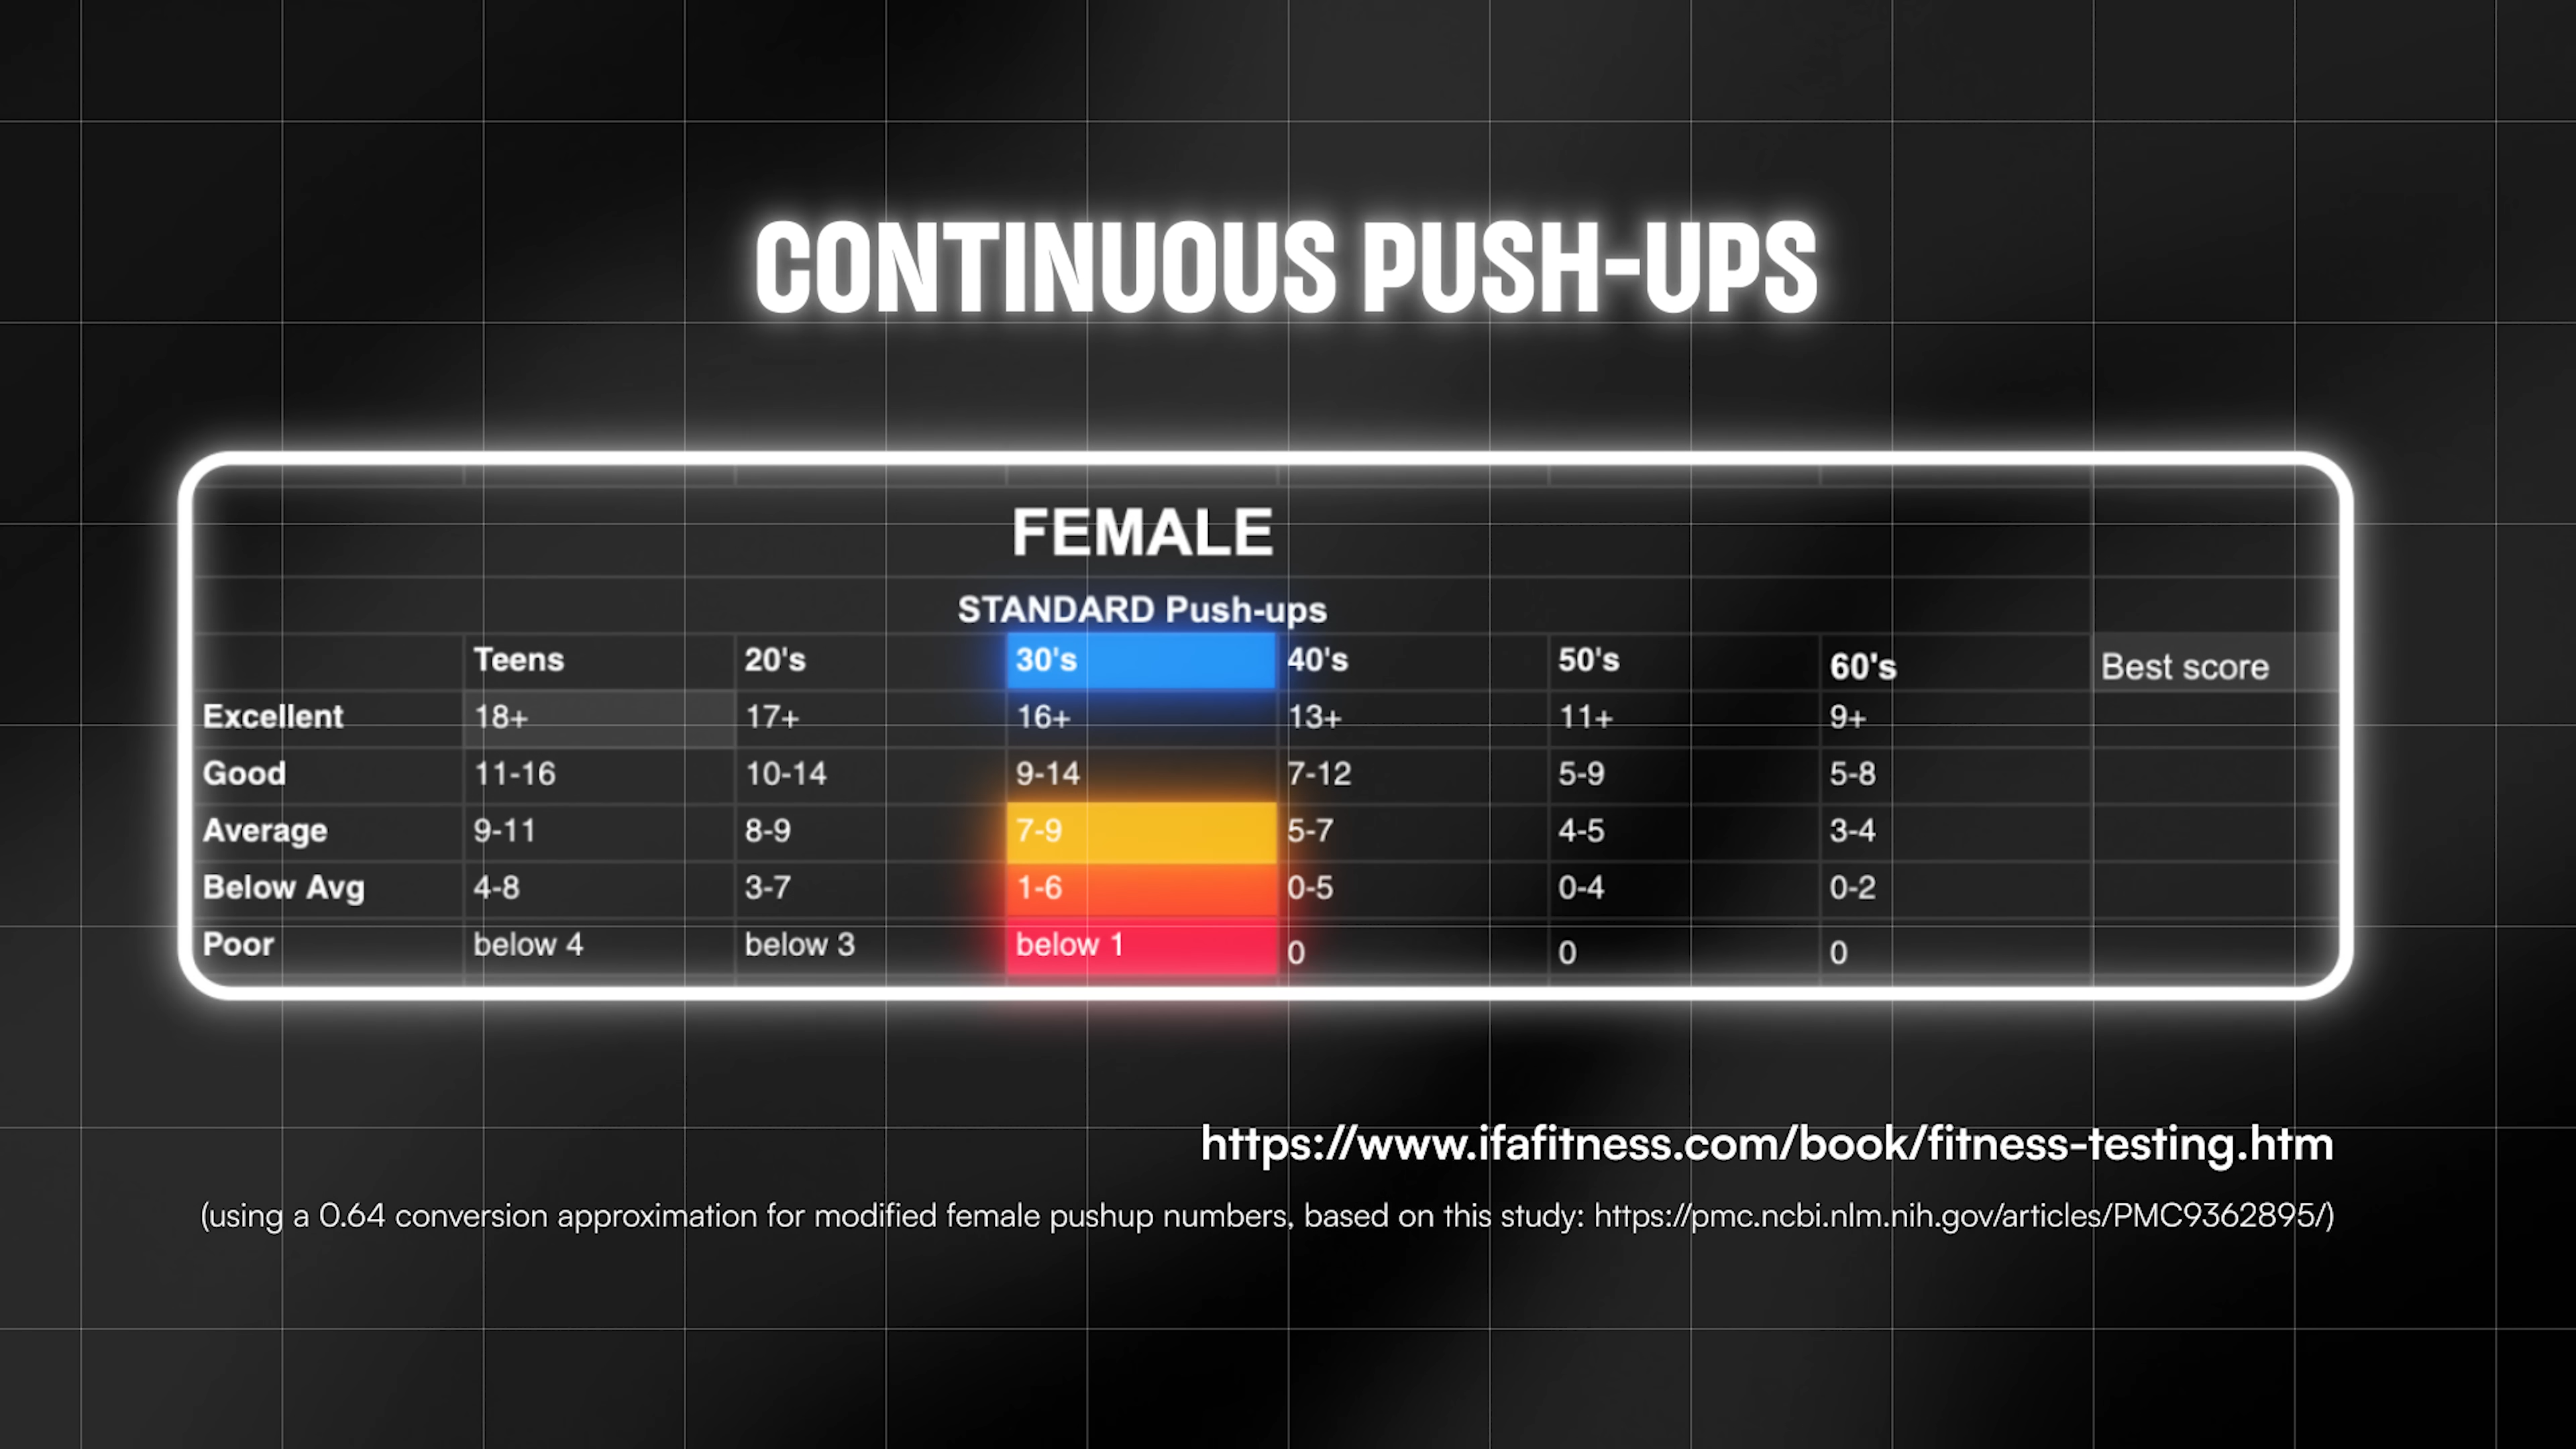 CONTINUOUS PUSH-UPS
FEMALE
STANDARD Push-ups
Teens 20's 30's 40's 50's 60's Best score
Excellent 18+ 17+ 16+ 13+ 11+ 9+
Good 11-16 10-14 9-14 7-12 5-9 5-8
Average 9-11 8-9 7-9 5-7 4-5 3-4
Below Avg 4-8 3-7 1-6 0-5 0-4 0-2
Poor below 4 below 3 below 1 0 0 0
https://www.ifafitness.com/book/fitness-testing.htm
(using a 0.64 conversion approximation for modified female pushup numbers, based on this study: https://pmc.ncbi.nlm.nih.gov/articles/PMC9362895/)